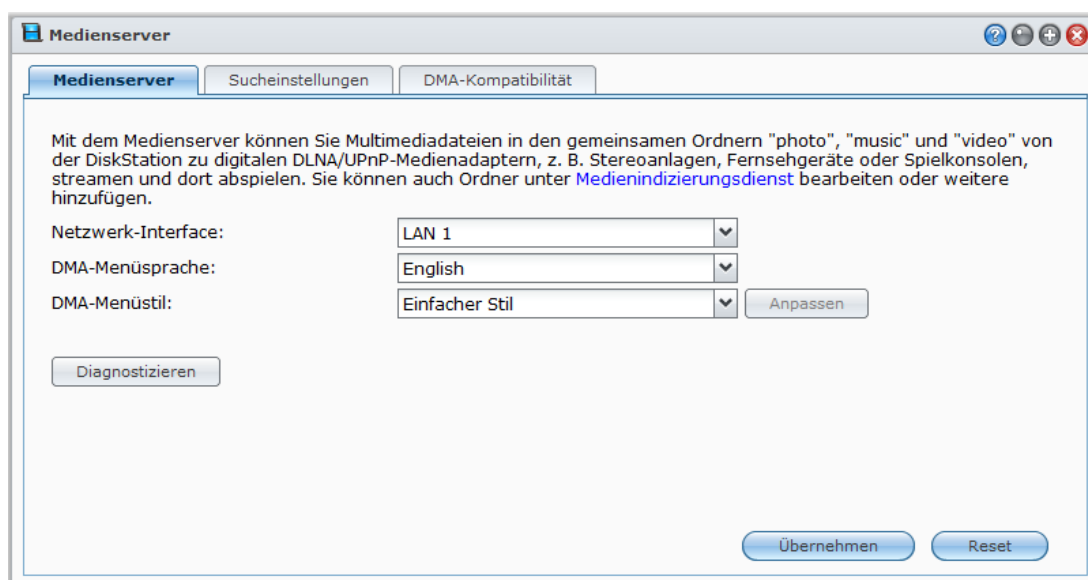 Medienserver
Medienserver Sucheinstellungen DMA-Kompatibilität
Mit dem Medienserver können Sie Multimediadateien in den gemeinsamen Ordnern "photo", "music" und "video" von
der DiskStation zu digitalen DLNA/UPnP-Medienadaptern, z. B. Stereoanlagen, Fernsehgeräte oder Spielkonsolen,
streamen und dort abspielen. Sie können auch Ordner unter Medienindizierungsdienst bearbeiten oder weitere
hinzufügen.
Netzwerk-Interface: LAN 1
DMA-Menüsprache: English
DMA-Menüstil: Einfacher Stil Anpassen
Diagnostizieren
Übernehmen Reset